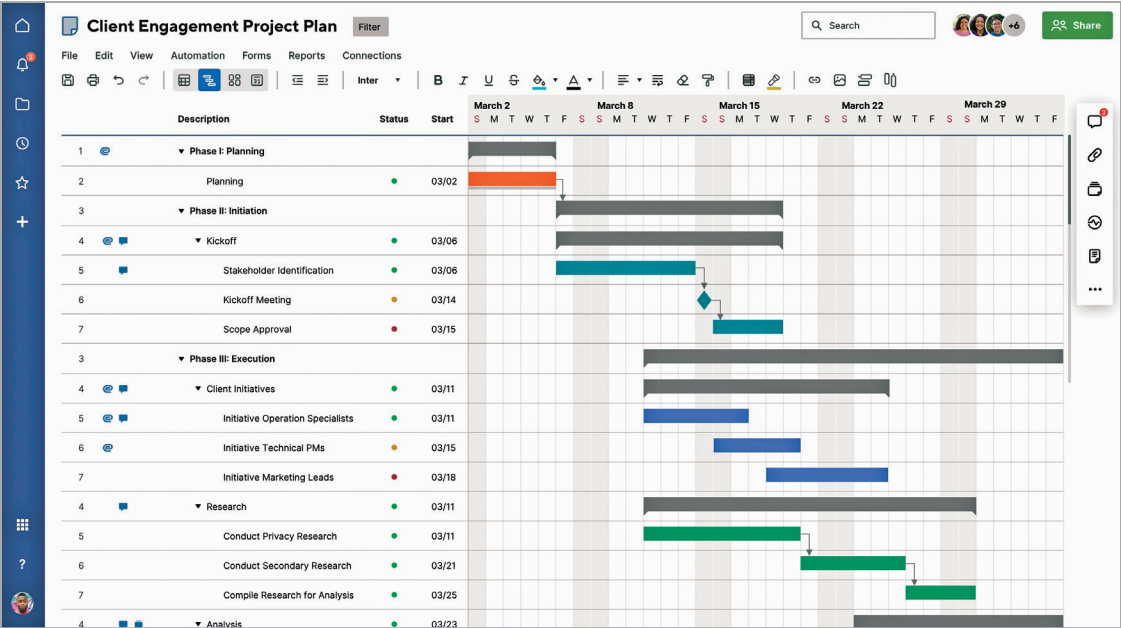 Client Engagement Project Plan Filter Search +6 Share
3
File Edit View Automation Forms Reports Connections
31 Inter B I U S A
March 2 March 8 March 15 March 22 March 29
Description Status Start S M T W T F S S M T W T F S S M T W T F S S M T W T F S S M T W T F
3
1 Phase I: Planning
2 Planning 03/02
3 Phase II: Initiation
4 Kickoff 03/06
5 Stakeholder Identification 03/06
6 Kickoff Meeting 03/14
7 Scope Approval 03/15
3 Phase III: Execution
4 Client Initiatives 03/11
5 Initiative Operation Specialists 03/11
6 Initiative Technical PMs 03/15
7 Initiative Marketing Leads 03/18
4 Research 03/11
5 Conduct Privacy Research 03/11
6 Conduct Secondary Research 03/21
?
7 Compile Research for Analysis 03/25
4 Analysis 03/23